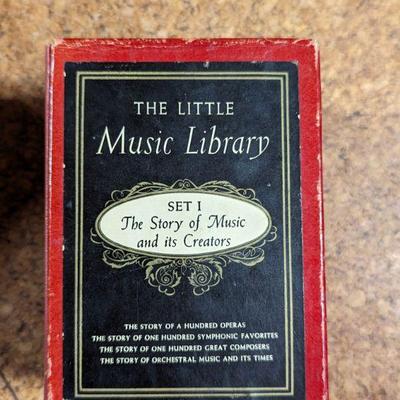 THE LITTLE
Music Library
SET I
The Story of Music
and its Creators
THE STORY OF A HUNDRED OPERAS
THE STORY OF ONE HUNDRED SYMPHONIC FAVORITES
THE STORY OF ONE HUNDRED GREAT COMPOSERS
THE STORY OF ORCHESTRAL MUSIC AND ITS TIMES